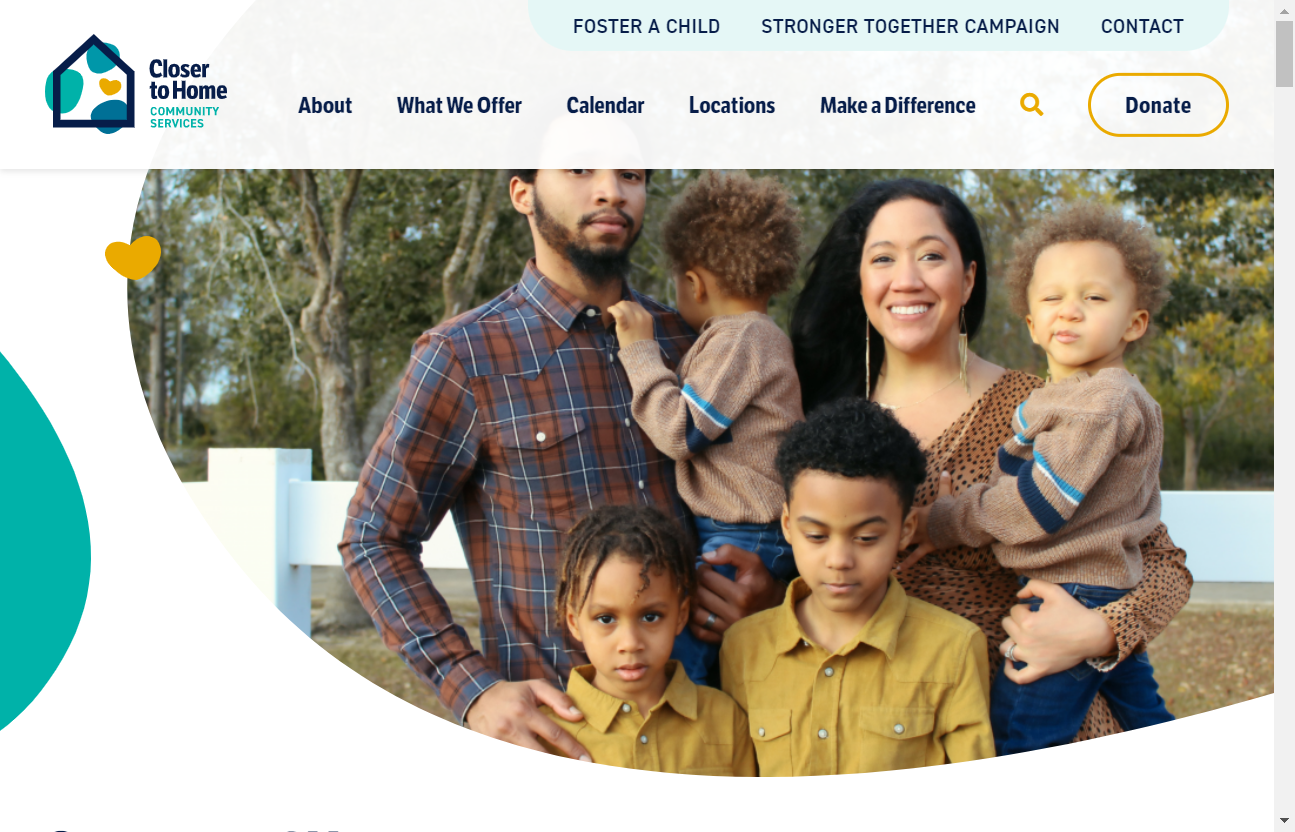 FOSTER A CHILD STRONGER TOGETHER CAMPAIGN CONTACT
Closer
to Home
COMMUNITY
SERVICES
About What We Offer Calendar Locations Make a Difference Donate